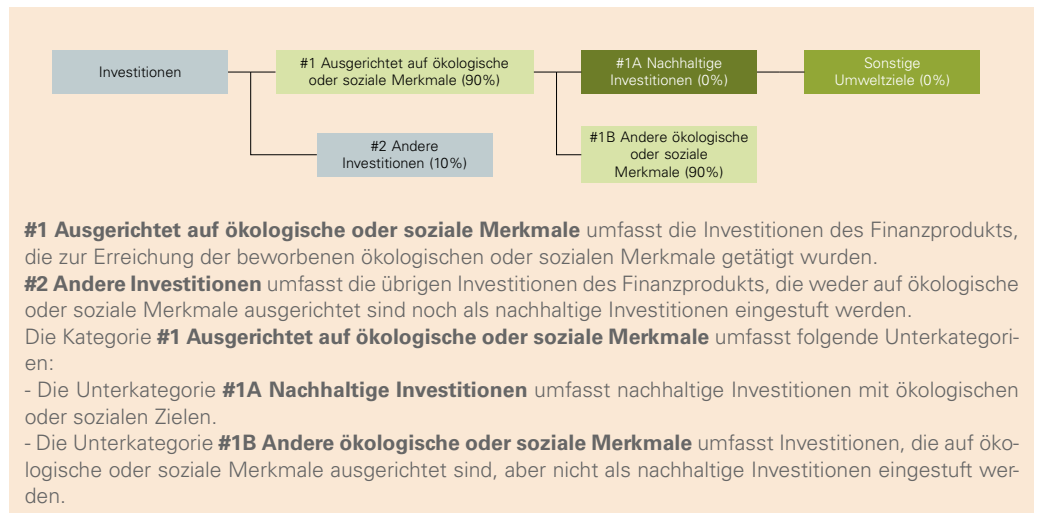 Investitionen
#1 Ausgerichtet auf ökologische
oder soziale Merkmale (90%)
#1A Nachhaltige
Investitionen (0%)
Sonstige
Umweltziele (0%)
#2 Andere
Investitionen (10%)
#1B Andere ökologische
oder soziale
Merkmale (90%)
#1 Ausgerichtet auf ökologische oder soziale Merkmale umfasst die Investitionen des Finanzprodukts,
die zur Erreichung der beworbenen ökologischen oder sozialen Merkmale getätigt wurden.
#2 Andere Investitionen umfasst die übrigen Investitionen des Finanzprodukts, die weder auf ökologische
oder soziale Merkmale ausgerichtet sind noch als nachhaltige Investitionen eingestuft werden.
Die Kategorie #1 Ausgerichtet auf ökologische oder soziale Merkmale umfasst folgende Unterkategori-
en:
- Die Unterkategorie #1A Nachhaltige Investitionen umfasst nachhaltige Investitionen mit ökologischen
oder sozialen Zielen.
- Die Unterkategorie #1B Andere ökologische oder soziale Merkmale umfasst Investitionen, die auf öko-
logische oder soziale Merkmale ausgerichtet sind, aber nicht als nachhaltige Investitionen eingestuft wer-
den.